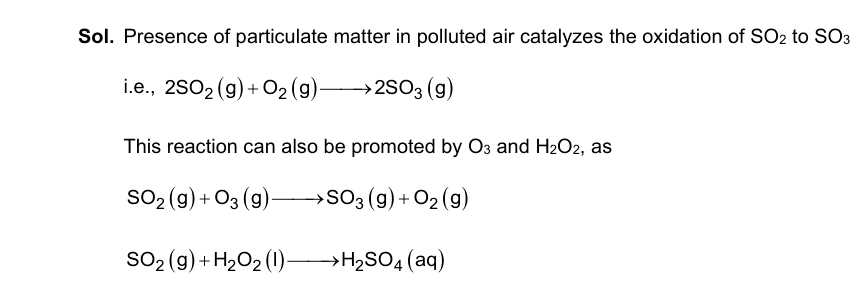 Sol. Presence of particulate matter in polluted air catalyzes the oxidation of SO2 to SO3
i.e., 2SO₂(g)+O₂(g)⟶2SO₃(g)
This reaction can also be promoted by O3 and H2O2, as
SO₂(g)+O₃(g)⟶SO₃(g)+O₂(g)
SO₂(g)+H₂O₂(l)⟶H₂SO₄(aq)